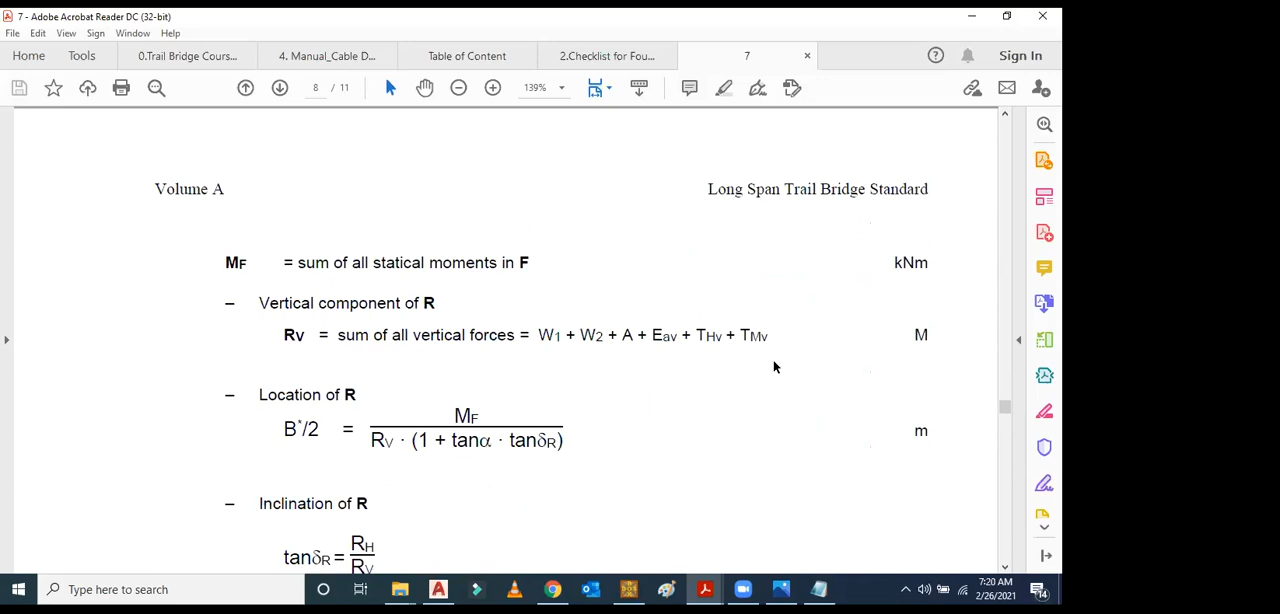 7 - Adobe Acrobat Reader DC (32-bit)
File Edit View Sign Window Help
Home Tools 0.Trail Bridge Cours... 4. Manual_Cable D... Table of Content 2.Checklist for Fou... 7 × Sign In
8 / 11 139%
Volume A Long Span Trail Bridge Standard
MF = sum of all statical moments in F kNm
– Vertical component of R
RV = sum of all vertical forces = W1 + W2 + A + Eav + THv + TMv M
– Location of R
B*/2 = MF / RV · (1 + tanα · tanδR) m
– Inclination of R
tanδR = RH / RV
Type here to search
7:20 AM
2/26/2021
14